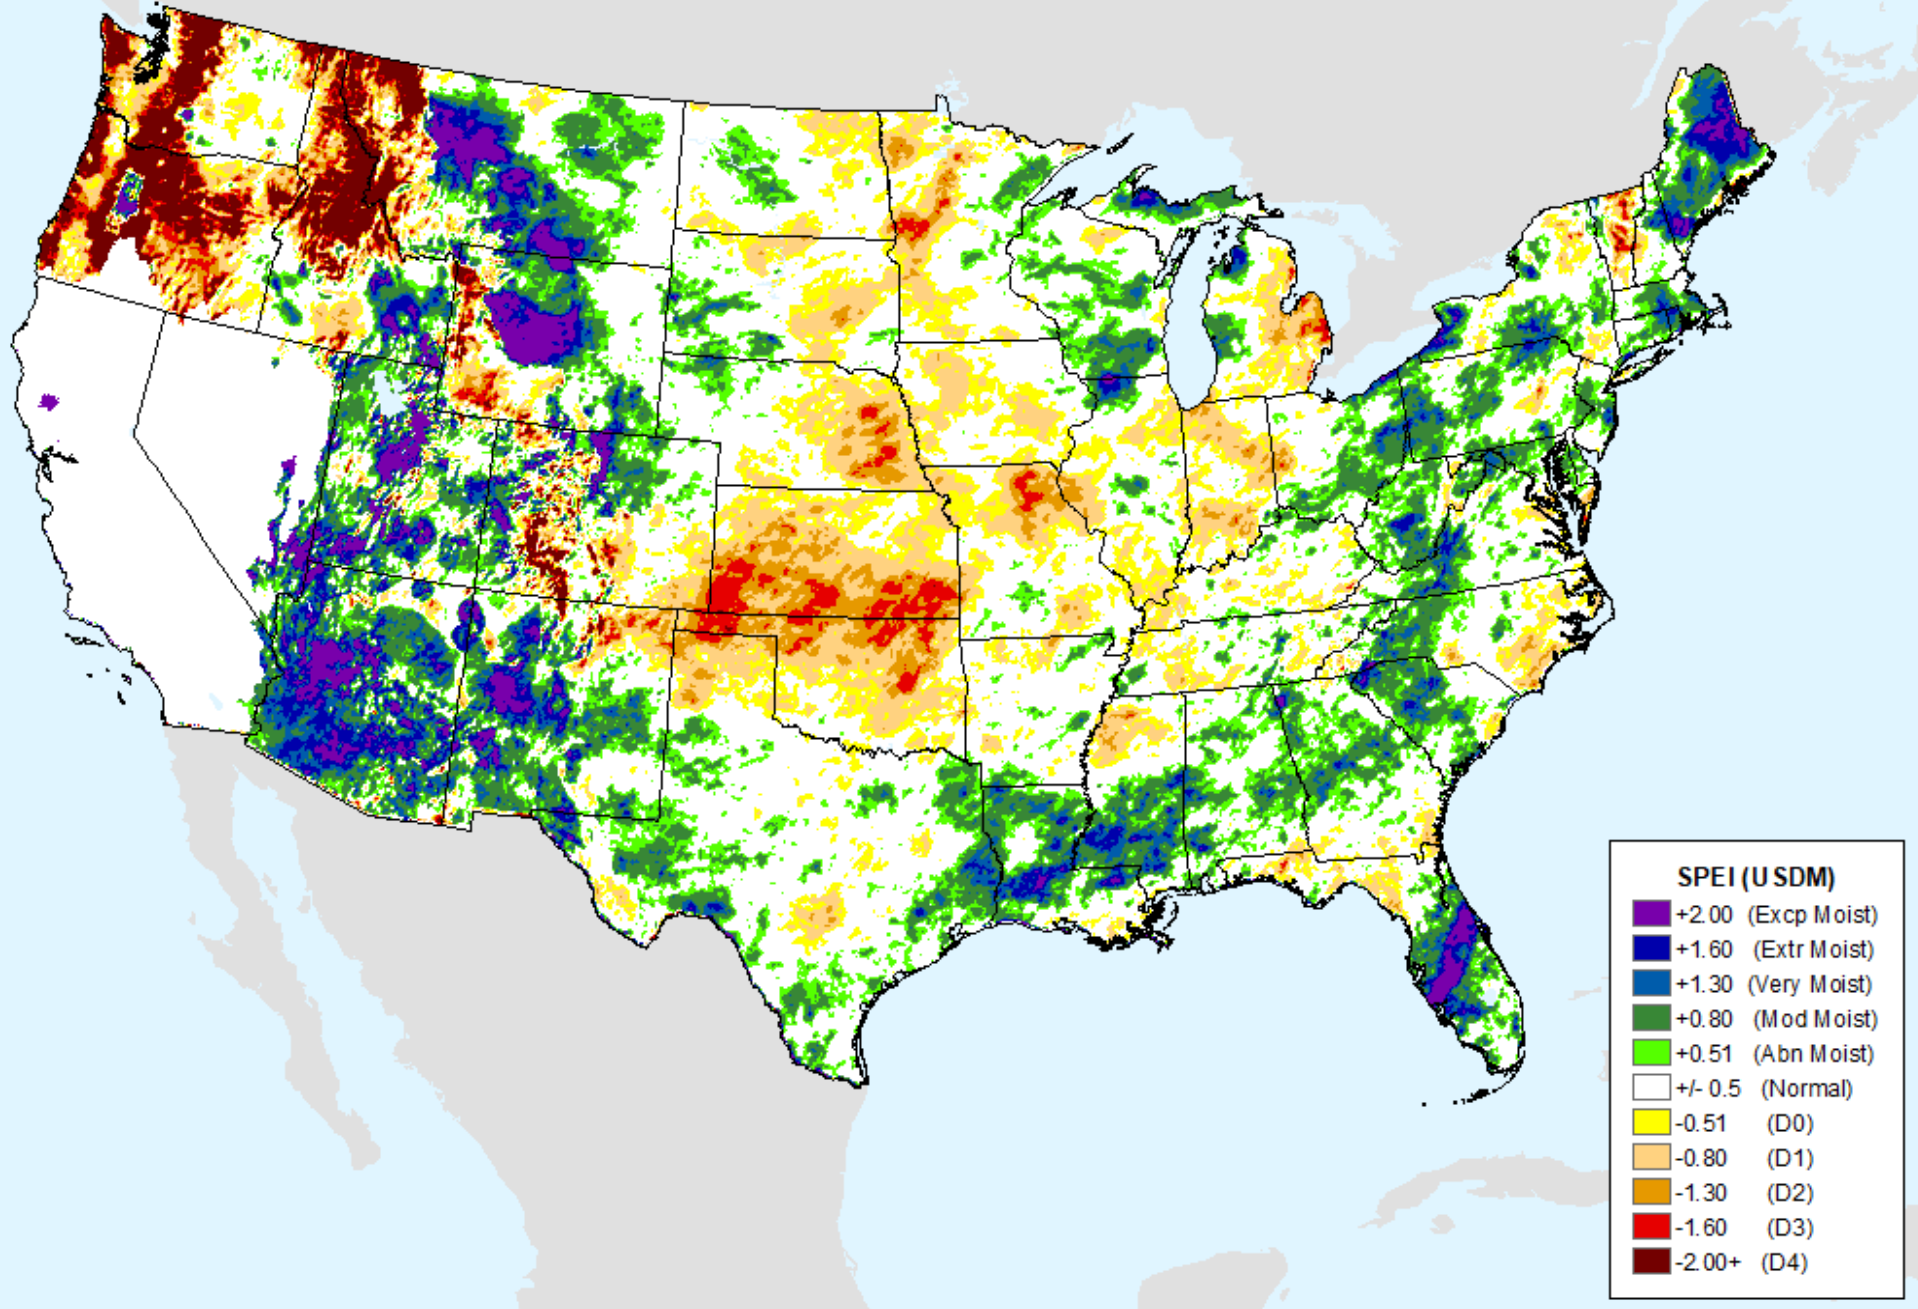 SPEI (USDM)
+2.00 (Excp Moist)
+1.60 (Extr Moist)
+1.30 (Very Moist)
+0.80 (Mod Moist)
+0.51 (Abn Moist)
+/- 0.5 (Normal)
-0.51 (D0)
-0.80 (D1)
-1.30 (D2)
-1.60 (D3)
-2.00+ (D4)